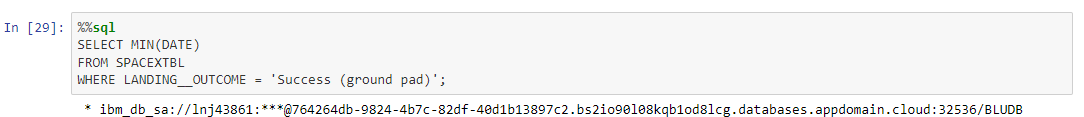 In [29]: %%sql
SELECT MIN(DATE)
FROM SPACEXTBL
WHERE LANDING__OUTCOME = 'Success (ground pad)';
* ibm_db_sa://lnj43861:***@764264db-9824-4b7c-82df-40d1b13897c2.bs2io90l08kqb1od8lcg.databases.appdomain.cloud:32536/BLUDB